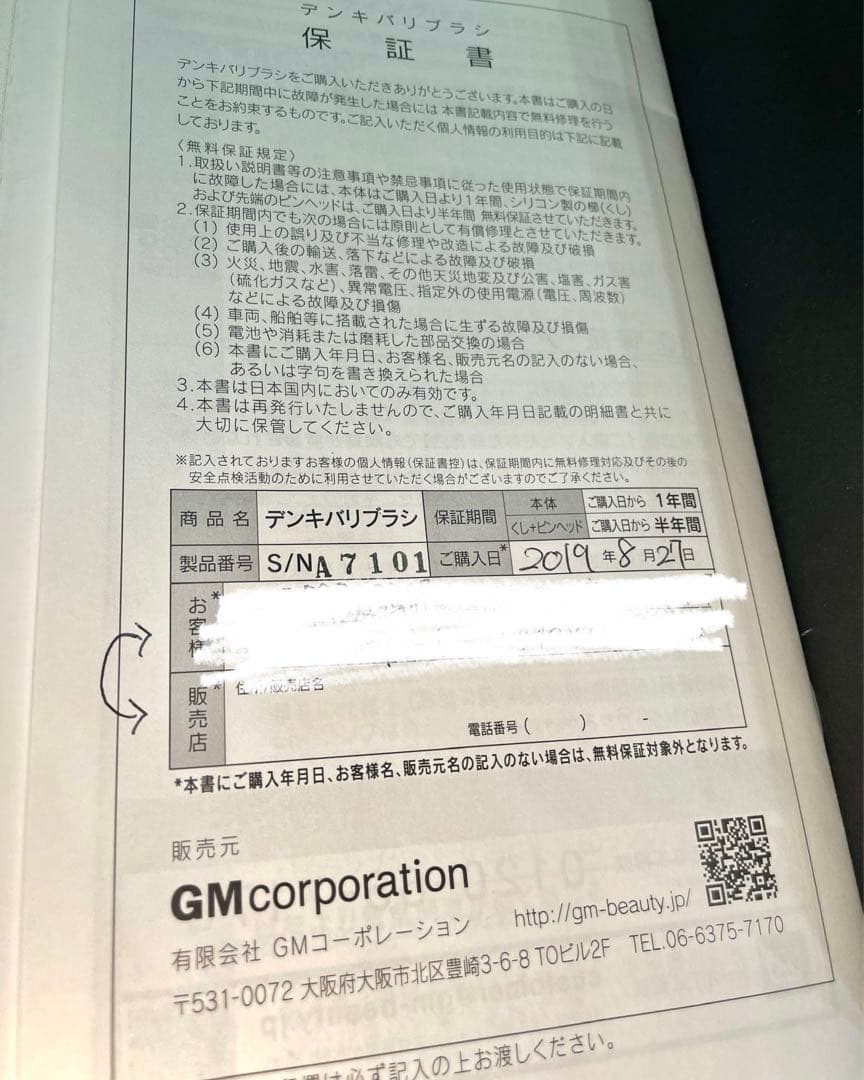 デンキバリブラシ
保証書
デンキバリブラシをご購入いただきありがとうございます。本書はご購入の日
から下記期間中に故障が発生した場合には 本書記載内容で無料修理を行う
ことをお約束するものです。ご記入いただく個人情報の利用目的は下記に記載
しております。
〈無料保証規定〉
1.取扱い説明書等の注意事項や禁忌事項に従った使用状態で保証期間内
に故障した場合には、本体はご購入日より1年間、シリコン製の櫛(くし)
および先端のピンヘッドは、ご購入日より半年間 無料保証させていただきます。
2.保証期間内でも次の場合には原則として有償修理とさせていただきます。
(1) 使用上の誤り及び不当な修理や改造による故障及び破損
(2) ご購入後の輸送、落下などによる故障及び破損
(3) 火災、地震、水害、落雷、その他天災地変及び公害、塩害、ガス害
(硫化ガスなど)、異常電圧、指定外の使用電源(電圧、周波数)
などによる故障及び損傷
(4) 車両、船舶等に搭載された場合に生ずる故障及び損傷
(5) 電池や消耗または磨耗した部品交換の場合
(6) 本書にご購入年月日、お客様名、販売元名の記入のない場合、
あるいは字句を書き換えられた場合
3.本書は日本国内においてのみ有効です。
4.本書は再発行いたしませんので、ご購入年月日記載の明細書と共に
大切に保管してください。
※記入されておりますお客様の個人情報(保証書控)は、保証期間内に無料修理対応及びその後の
安全点検活動のために利用させていただく場合がございますのでご了承ください。
商品名 デンキバリブラシ 保証期間 本体 ご購入日から 1年間
くし+ピンヘッド ご購入日から 半年間
製品番号 S/NA7101 ご購入日* 2019年8月27日
お客様*
販売店* 住所/販売店名
電話番号( ) -
*本書にご購入年月日、お客様名、販売元名の記入のない場合は、無料保証対象外となります。
販売元
GMcorporation
有限会社 GMコーポレーション http://gm-beauty.jp/
〒531-0072 大阪府大阪市北区豊崎3-6-8 TOビル2F TEL.06-6375-7170
は必ず記入の上お渡しください。